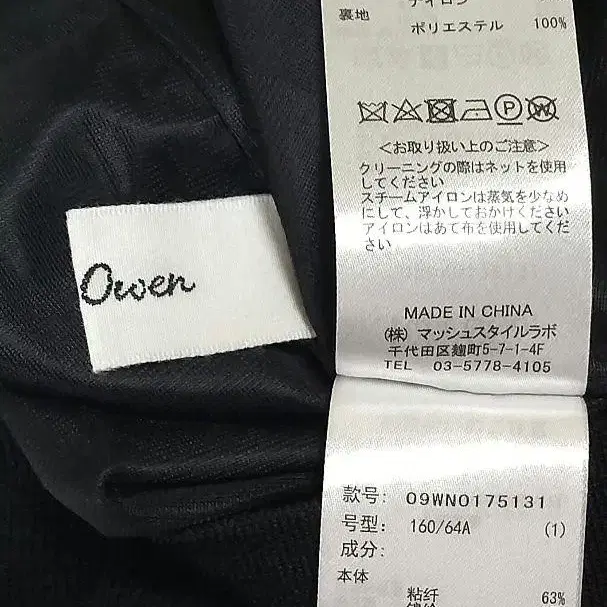 裏地
ポリエステル 100%
<お取り扱い上のご注意>
クリーニングの際はネットを使用
してください
スチームアイロンは蒸気を少なめ
にして、浮かしておかけください
アイロンはあて布を使用してくだ
さい
Owen
MADE IN CHINA
(株) マッシュスタイルラボ
千代田区麹町5-7-1-4F
TEL 03-5778-4105
款号: 09WNO175131
号型: 160/64A (1)
成分:
本体
粘纤 63%